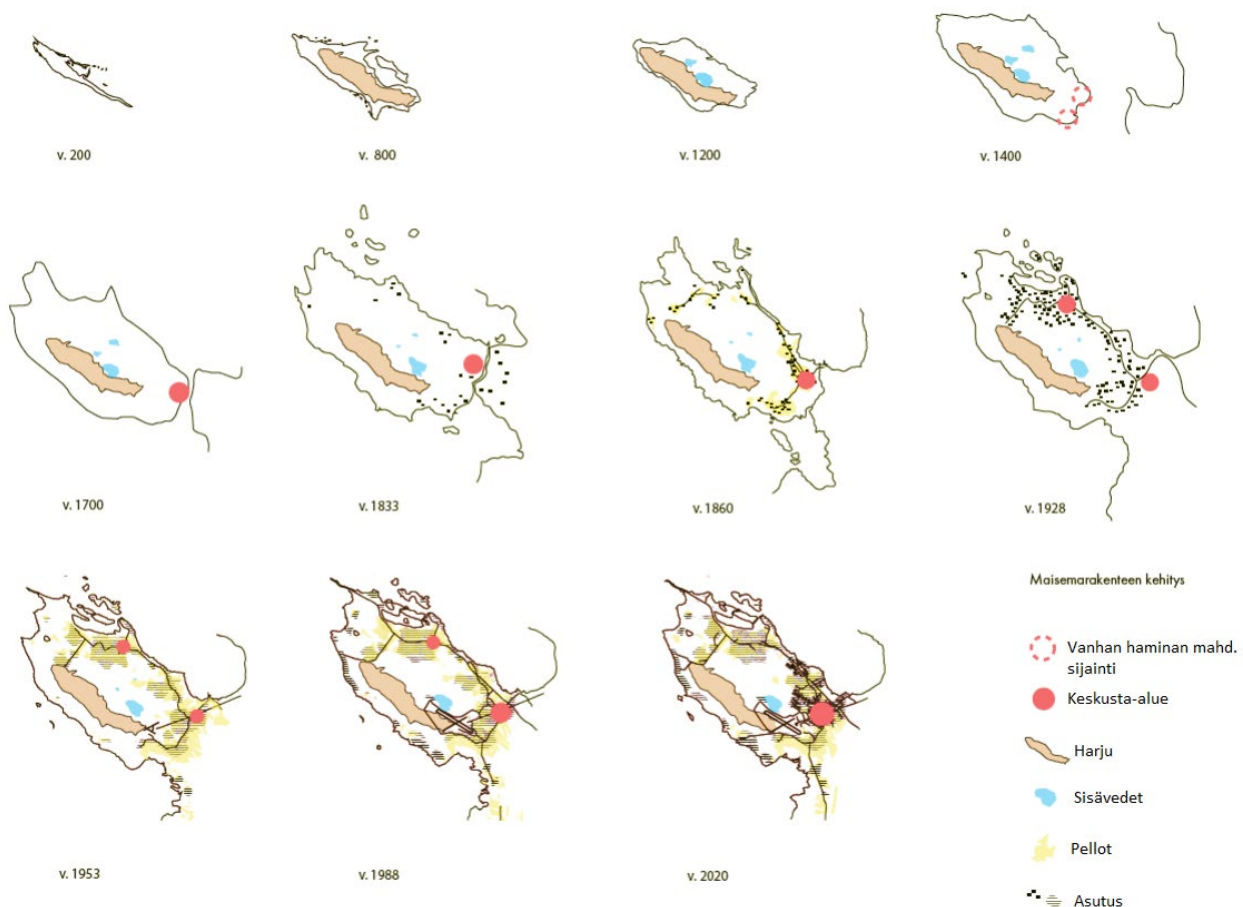 v. 200
v. 800
v. 1200
v. 1400
v. 1700
v. 1833
v. 1860
v. 1928
v. 1953
v. 1988
v. 2020
Maisemarakenteen kehitys
Vanhan haminan mahd.
sijainti
Keskusta-alue
Harju
Sisävedet
Pellot
Asutus